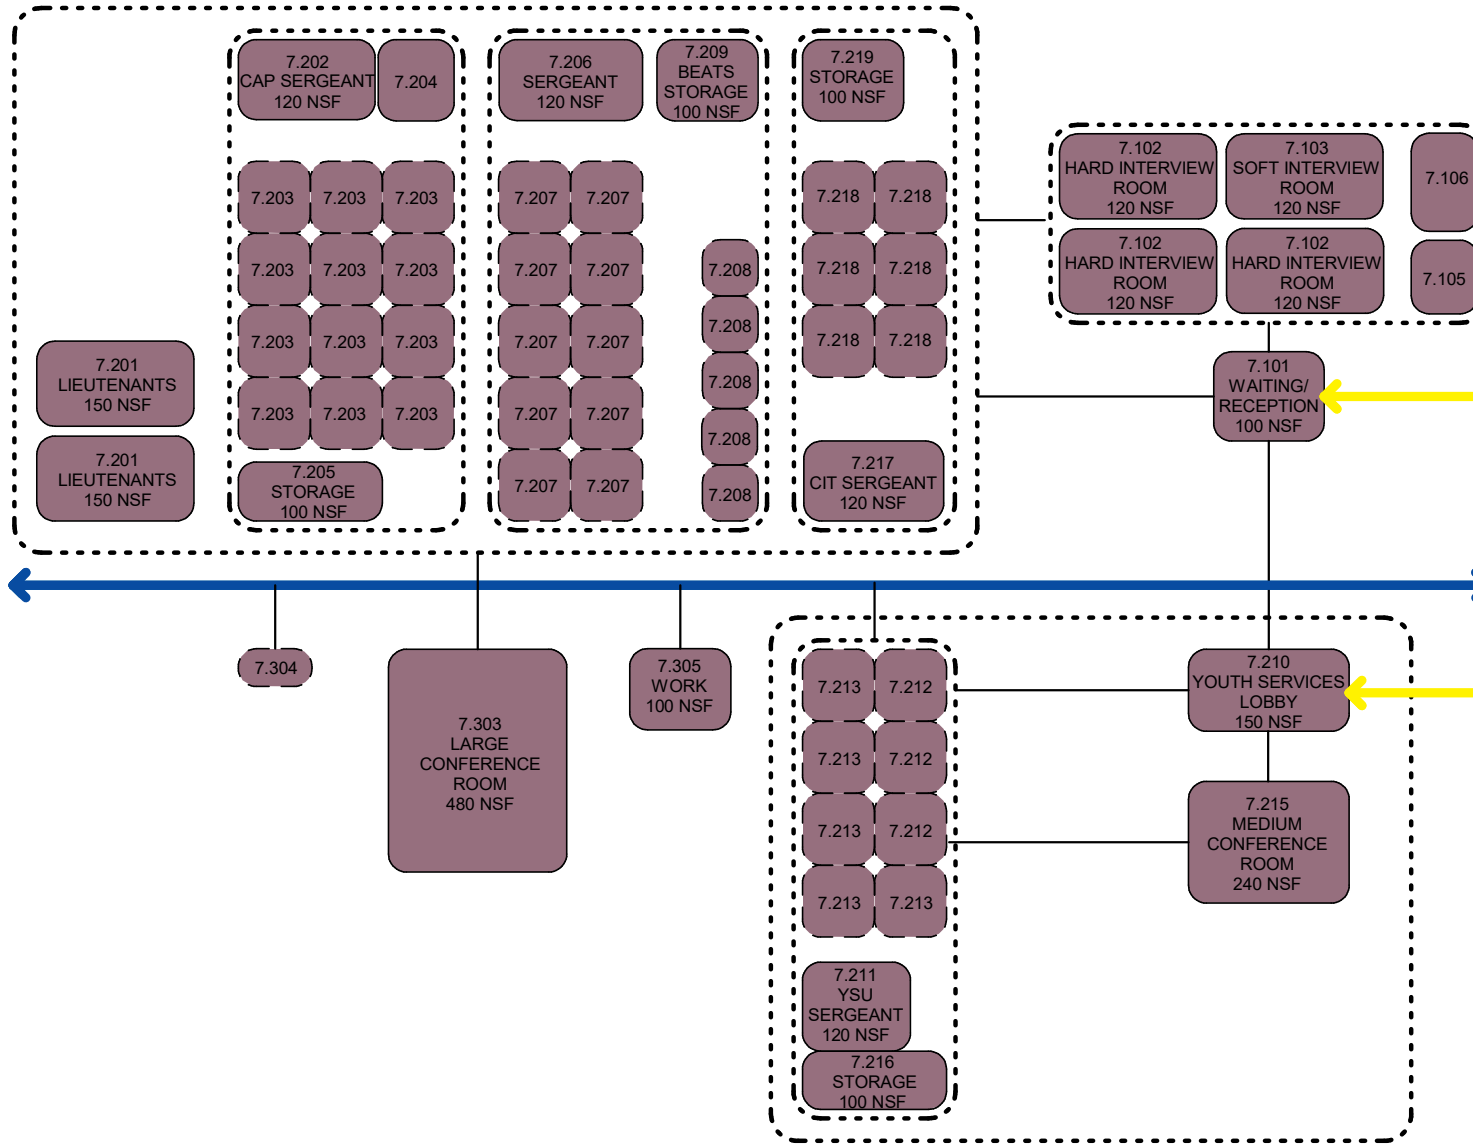 7.202
CAP SERGEANT
120 NSF
7.204
7.203 7.203 7.203
7.203 7.203 7.203
7.203 7.203 7.203
7.203 7.203 7.203
7.205
STORAGE
100 NSF
7.201
LIEUTENANTS
150 NSF
7.201
LIEUTENANTS
150 NSF
7.206
SERGEANT
120 NSF
7.209
BEATS
STORAGE
100 NSF
7.207 7.207
7.207 7.207
7.207 7.207
7.207 7.207
7.207 7.207
7.208
7.208
7.208
7.208
7.208
7.219
STORAGE
100 NSF
7.218 7.218
7.218 7.218
7.218 7.218
7.217
CIT SERGEANT
120 NSF
7.102
HARD INTERVIEW
ROOM
120 NSF
7.103
SOFT INTERVIEW
ROOM
120 NSF
7.106
7.102
HARD INTERVIEW
ROOM
120 NSF
7.102
HARD INTERVIEW
ROOM
120 NSF
7.105
7.101
WAITING/
RECEPTION
100 NSF
7.304
7.303
LARGE
CONFERENCE
ROOM
480 NSF
7.305
WORK
100 NSF
7.213 7.212
7.213 7.212
7.213 7.212
7.213 7.213
7.211
YSU
SERGEANT
120 NSF
7.216
STORAGE
100 NSF
7.210
YOUTH SERVICES
LOBBY
150 NSF
7.215
MEDIUM
CONFERENCE
ROOM
240 NSF